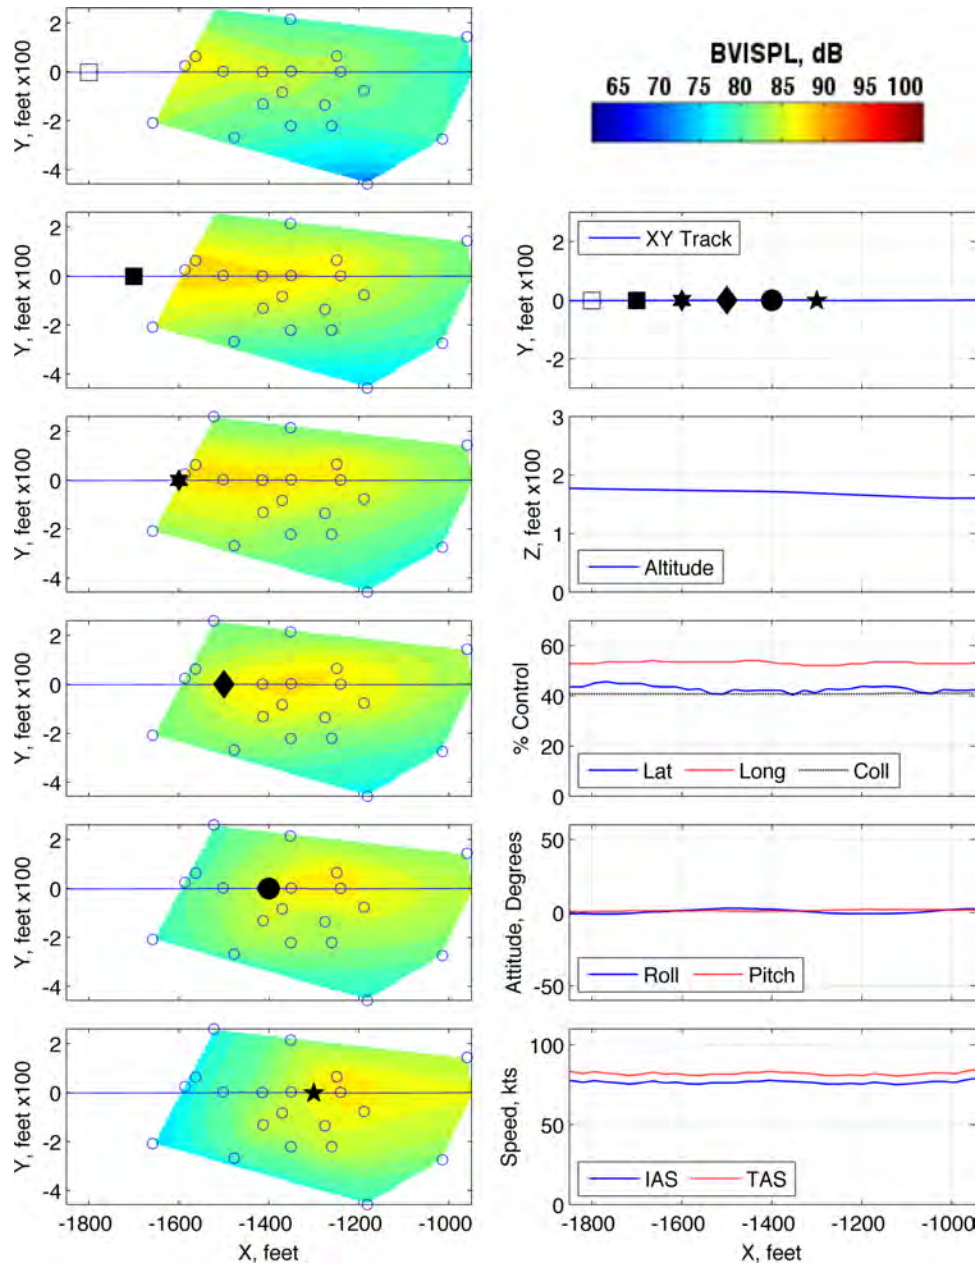 2
0
-2
-4
Y, feet x100
BVISPL, dB
65 70 75 80 85 90 95 100
2
0
-2
-4
Y, feet x100
2
0
-2
Y, feet x100
XY Track
2
0
-2
-4
Y, feet x100
3
2
1
0
Z, feet x100
Altitude
2
0
-2
-4
Y, feet x100
60
40
20
0
% Control
Lat Long Coll
2
0
-2
-4
Y, feet x100
50
0
-50
Attitude, Degrees
Roll Pitch
2
0
-2
-4
Y, feet x100
-1800 -1600 -1400 -1200 -1000
X, feet
100
50
0
Speed, kts
IAS TAS
-1800 -1600 -1400 -1200 -1000
X, feet